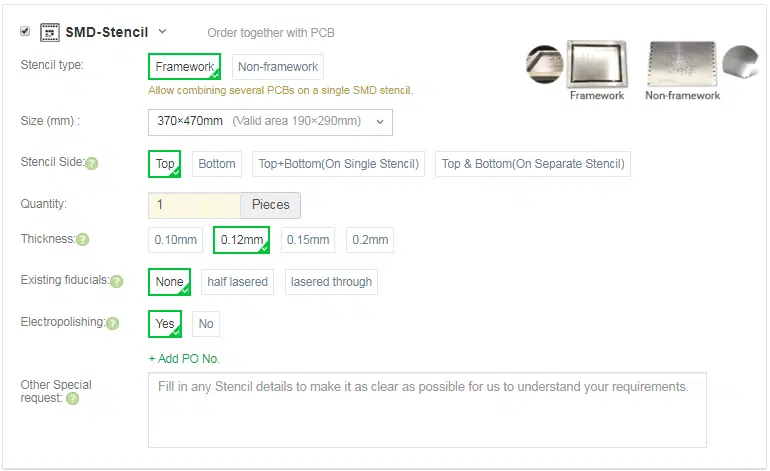 SMD-Stencil Order together with PCB
Stencil type: Framework Non-framework
Allow combining several PCBs on a single SMD stencil.
Framework Non-framework
Size (mm) : 370×470mm (Valid area 190×290mm)
Stencil Side:? Top Bottom Top+Bottom(On Single Stencil) Top & Bottom(On Separate Stencil)
Quantity: 1 Pieces
Thickness:? 0.10mm 0.12mm 0.15mm 0.2mm
Existing fiducials:? None half lasered lasered through
Electropolishing:? Yes No
+ Add PO No.
Other Special Fill in any Stencil details to make it as clear as possible for us to understand your requirements.
request: ?